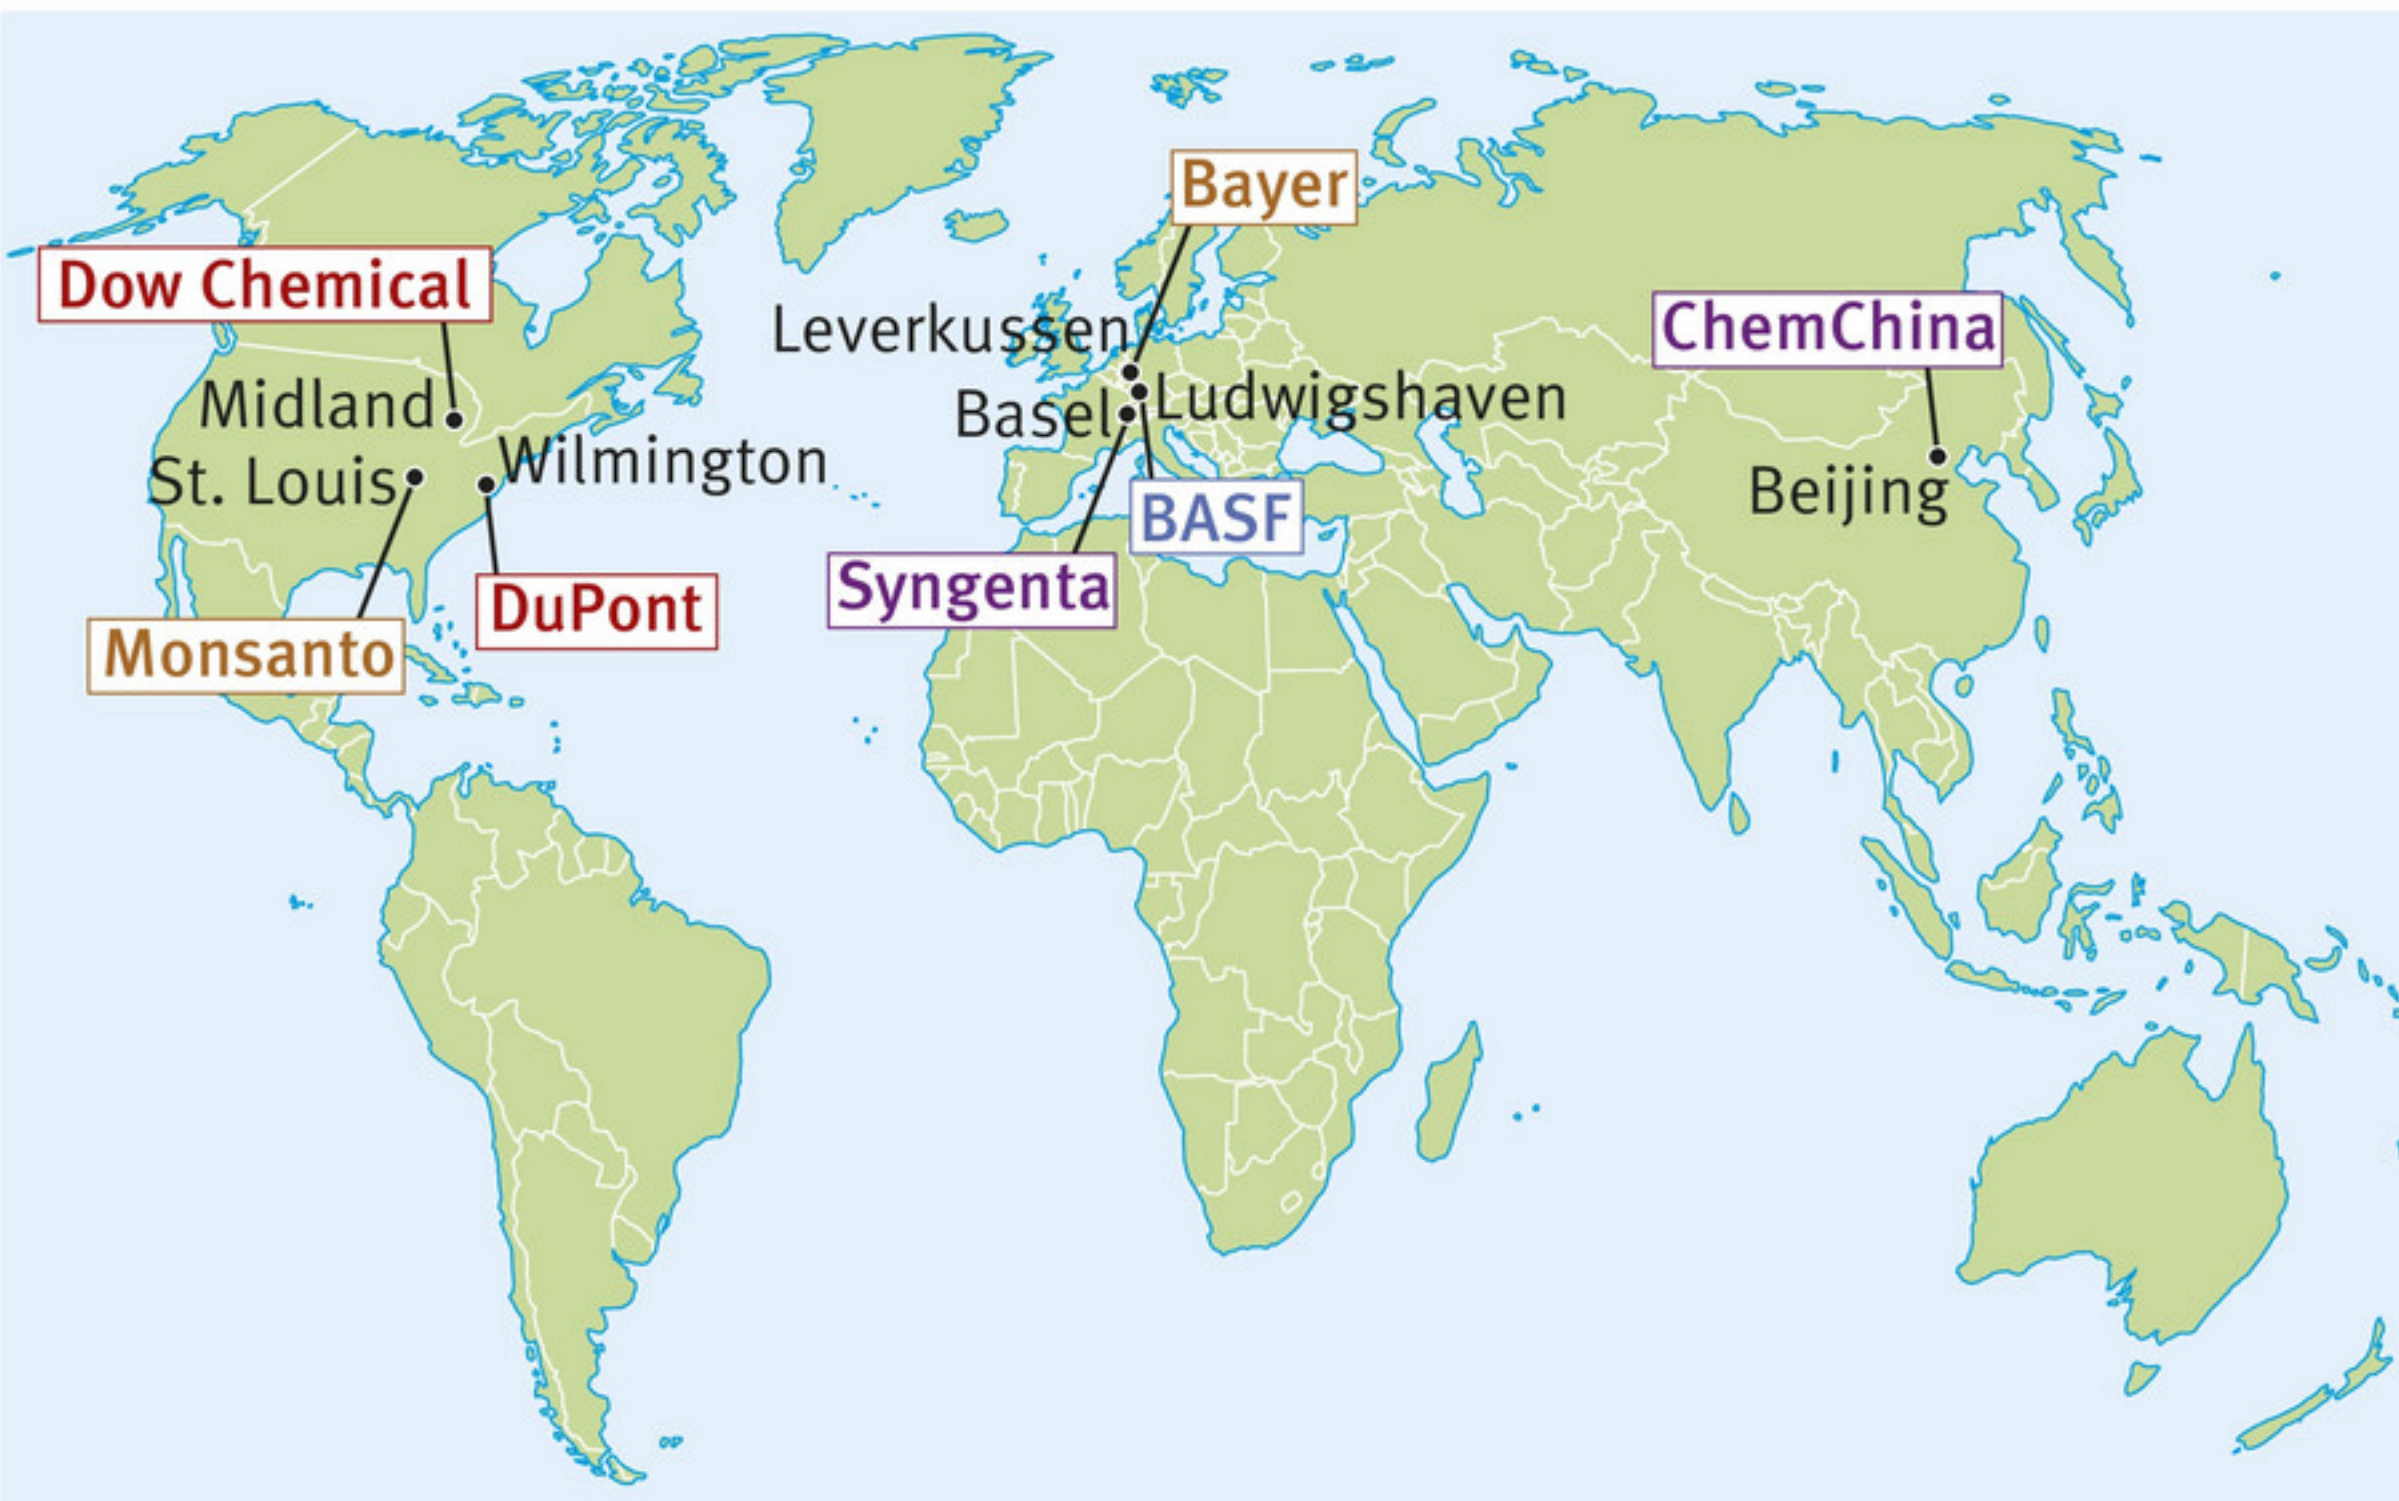 Bayer
Dow Chemical
Leverkussen
ChemChina
Midland
Basel
Ludwigshaven
Wilmington
St. Louis
Beijing
BASF
Syngenta
DuPont
Monsanto